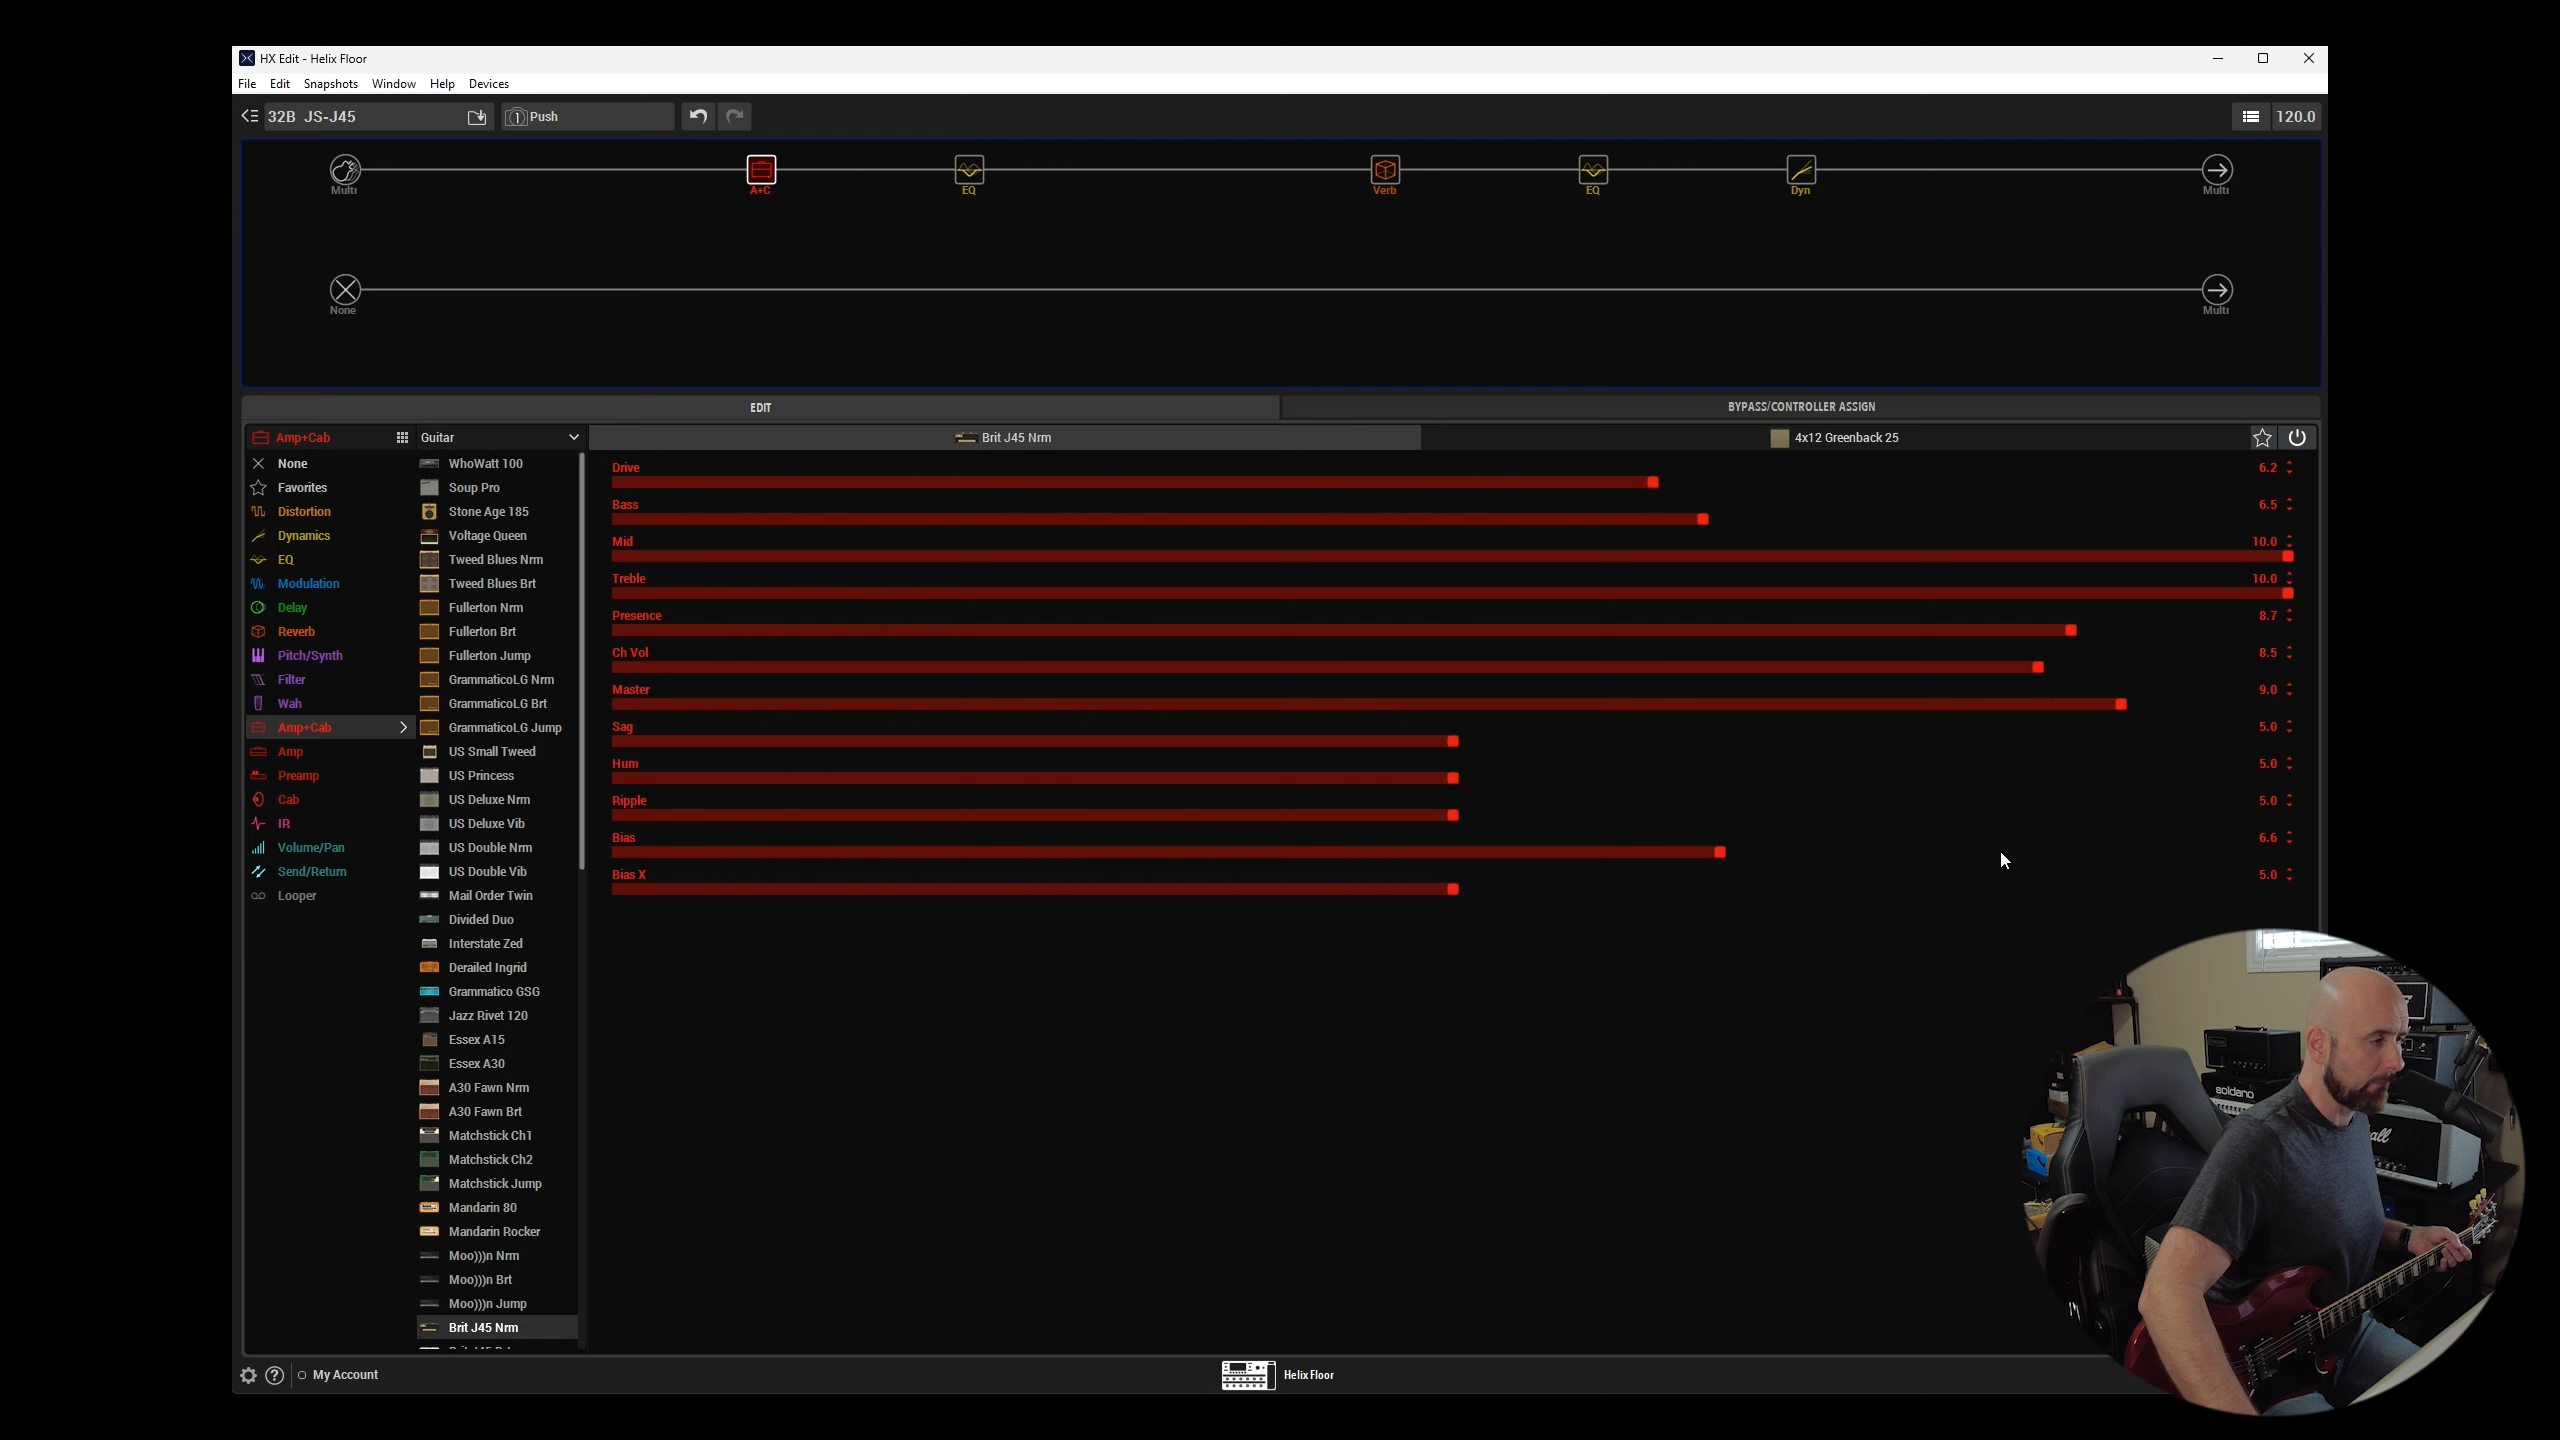 HX Edit - Helix Floor
File Edit Snapshots Window Help Devices
32B JS-J45
1 Push
120.0
Multi
A+C
EQ
Verb
EQ
Dyn
Multi
None
Multi
EDIT
BYPASS/CONTROLLER ASSIGN
Amp+Cab
Guitar
Brit J45 Nrm
4x12 Greenback 25
None
Favorites
Distortion
Dynamics
EQ
Modulation
Delay
Reverb
Pitch/Synth
Filter
Wah
Amp+Cab
Amp
Preamp
Cab
IR
Volume/Pan
Send/Return
Looper
WhoWatt 100
Soup Pro
Stone Age 185
Voltage Queen
Tweed Blues Nrm
Tweed Blues Brt
Fullerton Nrm
Fullerton Brt
Fullerton Jump
GrammaticoLG Nrm
GrammaticoLG Brt
GrammaticoLG Jump
US Small Tweed
US Princess
US Deluxe Nrm
US Deluxe Vib
US Double Nrm
US Double Vib
Mail Order Twin
Divided Duo
Interstate Zed
Derailed Ingrid
Grammatico GSG
Jazz Rivet 120
Essex A15
Essex A30
A30 Fawn Nrm
A30 Fawn Brt
Matchstick Ch1
Matchstick Ch2
Matchstick Jump
Mandarin 80
Mandarin Rocker
Moo)))n Nrm
Moo)))n Brt
Moo)))n Jump
Brit J45 Nrm
Drive 6.2
Bass 6.5
Mid 10.0
Treble 10.0
Presence 8.7
Ch Vol 8.5
Master 9.0
Sag 5.0
Hum 5.0
Ripple 5.0
Bias 6.6
Bias X 5.0
soldano
all
My Account
Helix Floor